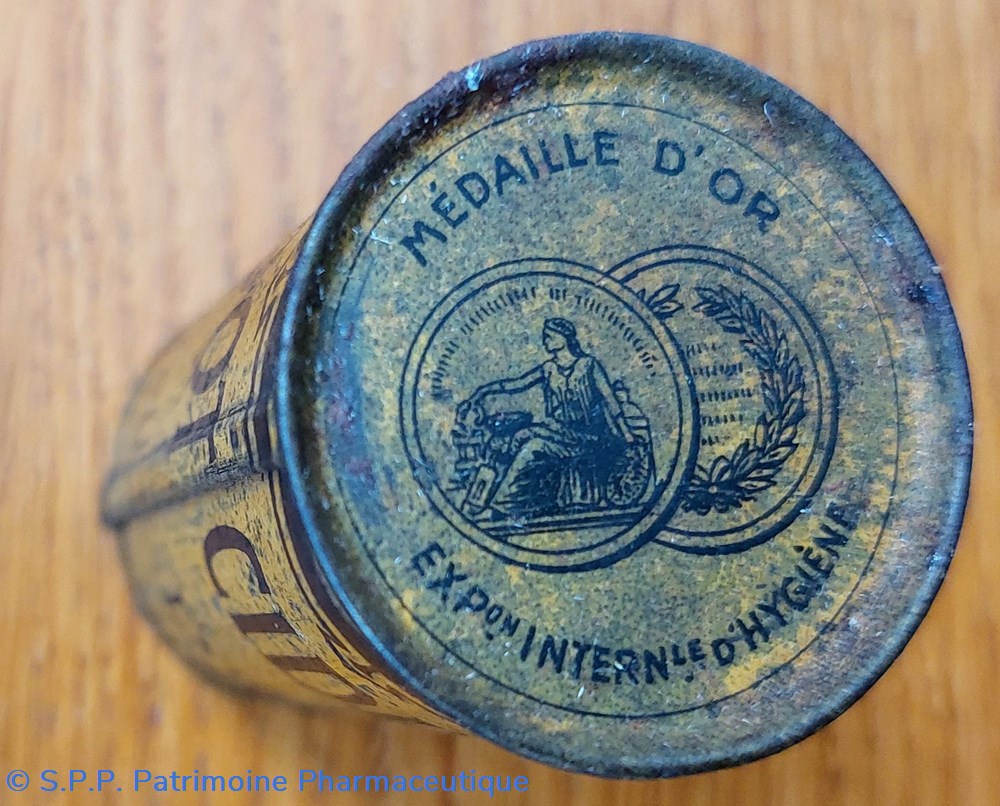 MÉDAILLE D'OR
EXPON INTERNLE D'HYGIÈNE
© S.P.P. Patrimoine Pharmaceutique